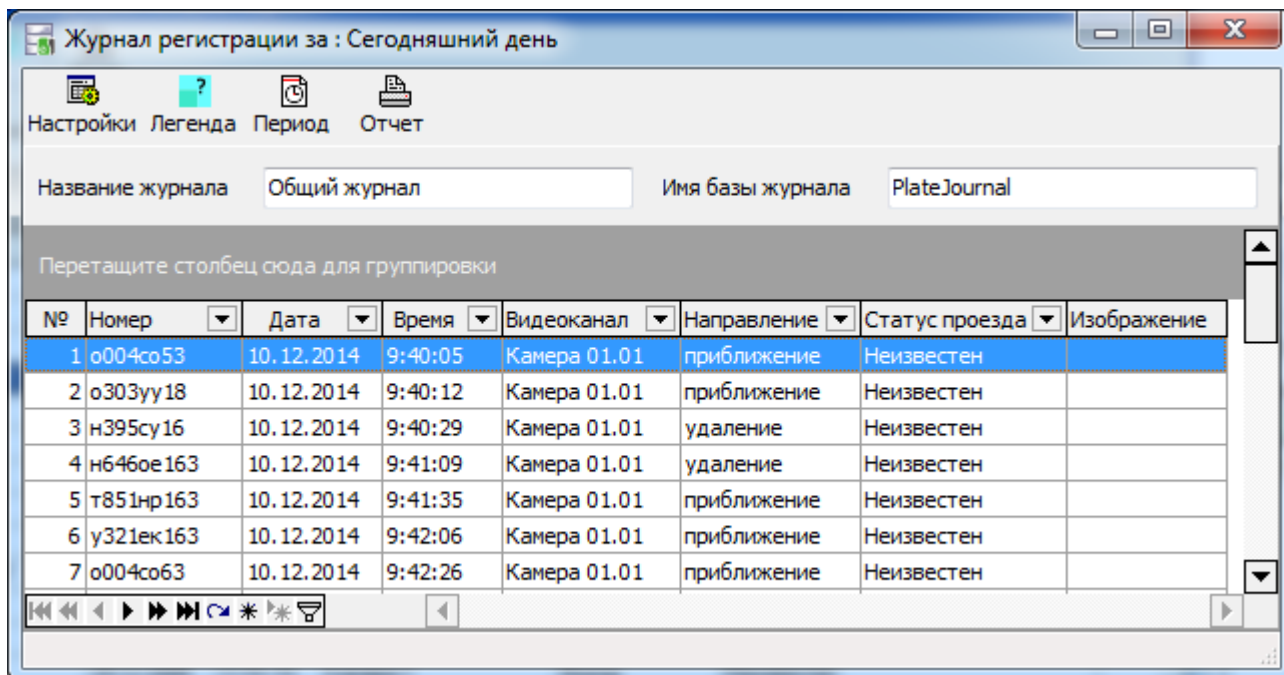 Журнал регистрации за : Сегодняшний день
Настройки Легенда Период Отчет
Название журнала Общий журнал Имя базы журнала PlateJournal
Перетащите столбец сюда для группировки
№ Номер Дата Время Видеоканал Направление Статус проезда Изображение
1 о004со53 10.12.2014 9:40:05 Камера 01.01 приближение Неизвестен
2 о303уу18 10.12.2014 9:40:12 Камера 01.01 приближение Неизвестен
3 н395су16 10.12.2014 9:40:29 Камера 01.01 удаление Неизвестен
4 н646ое163 10.12.2014 9:41:09 Камера 01.01 удаление Неизвестен
5 т851нр163 10.12.2014 9:41:35 Камера 01.01 приближение Неизвестен
6 у321ек163 10.12.2014 9:42:06 Камера 01.01 приближение Неизвестен
7 о004со63 10.12.2014 9:42:26 Камера 01.01 приближение Неизвестен